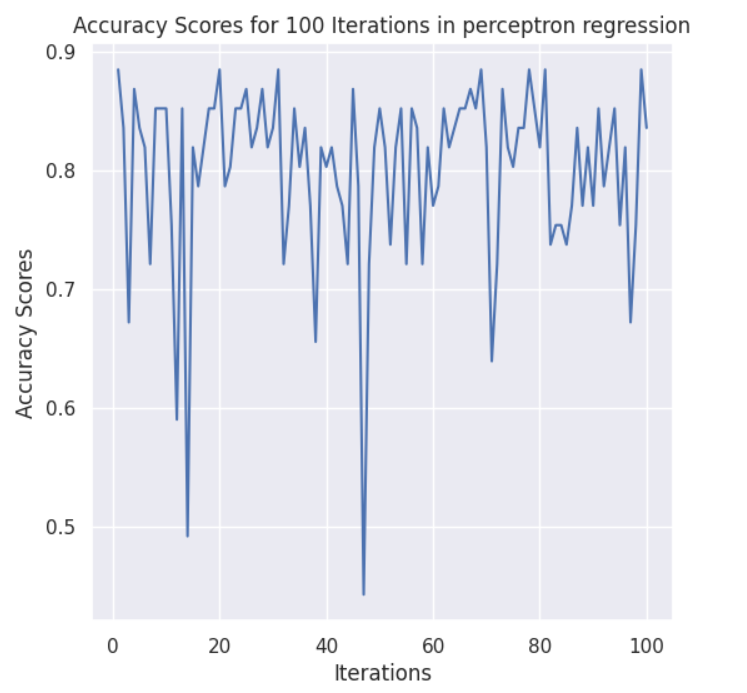 Accuracy Scores for 100 Iterations in perceptron regression
0.9
0.8
0.7
0.6
0.5
Accuracy Scores
0 20 40 60 80 100
Iterations